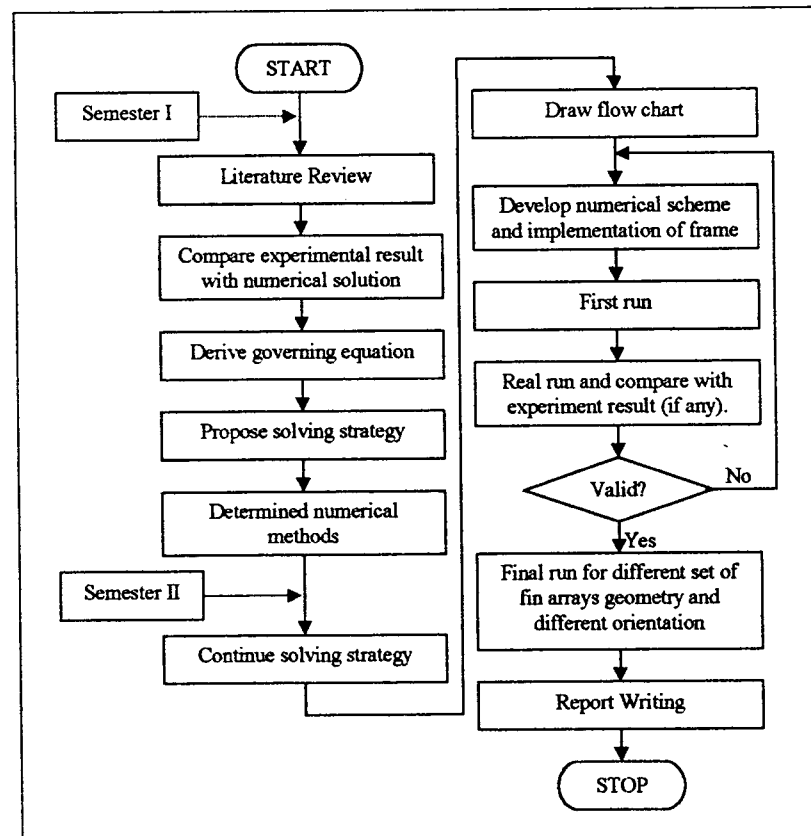 START
Semester I
Literature Review
Compare experimental result
with numerical solution
Derive governing equation
Propose solving strategy
Determined numerical
methods
Semester II
Continue solving strategy
Draw flow chart
Develop numerical scheme
and implementation of frame
First run
Real run and compare with
experiment result (if any).
Valid?
No
Yes
Final run for different set of
fin arrays geometry and
different orientation
Report Writing
STOP